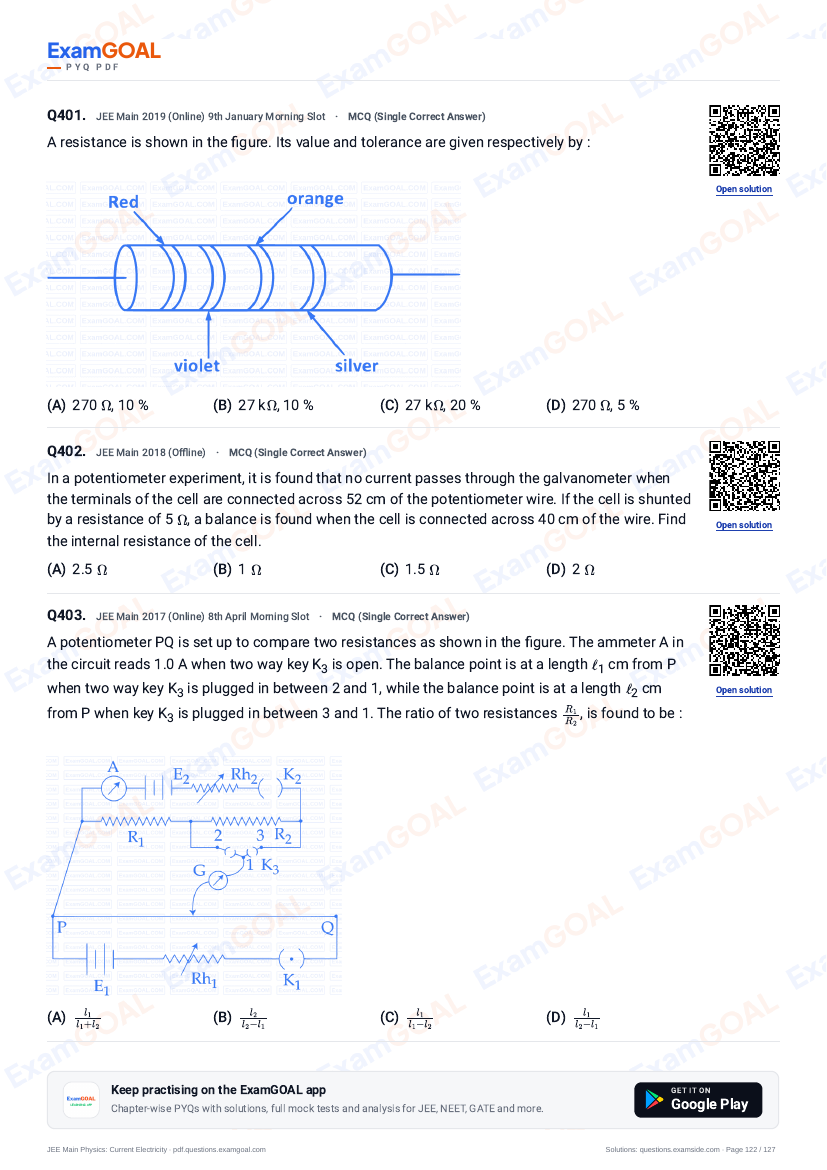 ExamGOAL
PYQ PDF
Q401. JEE Main 2019 (Online) 9th January Morning Slot · MCQ (Single Correct Answer)
A resistance is shown in the figure. Its value and tolerance are given respectively by :
Open solution
Red
orange
violet
silver
(A) 270 Ω, 10 % (B) 27 kΩ, 10 % (C) 27 kΩ, 20 % (D) 270 Ω, 5 %
Q402. JEE Main 2018 (Offline) · MCQ (Single Correct Answer)
In a potentiometer experiment, it is found that no current passes through the galvanometer when
the terminals of the cell are connected across 52 cm of the potentiometer wire. If the cell is shunted
by a resistance of 5 Ω, a balance is found when the cell is connected across 40 cm of the wire. Find
the internal resistance of the cell.
Open solution
(A) 2.5 Ω (B) 1 Ω (C) 1.5 Ω (D) 2 Ω
Q403. JEE Main 2017 (Online) 8th April Morning Slot · MCQ (Single Correct Answer)
A potentiometer PQ is set up to compare two resistances as shown in the figure. The ammeter A in
the circuit reads 1.0 A when two way key K3 is open. The balance point is at a length ℓ1 cm from P
when two way key K3 is plugged in between 2 and 1, while the balance point is at a length ℓ2 cm
from P when key K3 is plugged in between 3 and 1. The ratio of two resistances R1/R2, is found to be :
Open solution
A E2 Rh2 K2
R1 2 3 R2
1 K3
G
P Q
E1 Rh1 K1
(A) l1/(l1+l2) (B) l2/(l2−l1) (C) l1/(l1−l2) (D) l1/(l2−l1)
Keep practising on the ExamGOAL app
Chapter-wise PYQs with solutions, full mock tests and analysis for JEE, NEET, GATE and more.
GET IT ON
Google Play
JEE Main Physics: Current Electricity · pdf.questions.examgoal.com
Solutions: questions.examside.com · Page 122 / 127